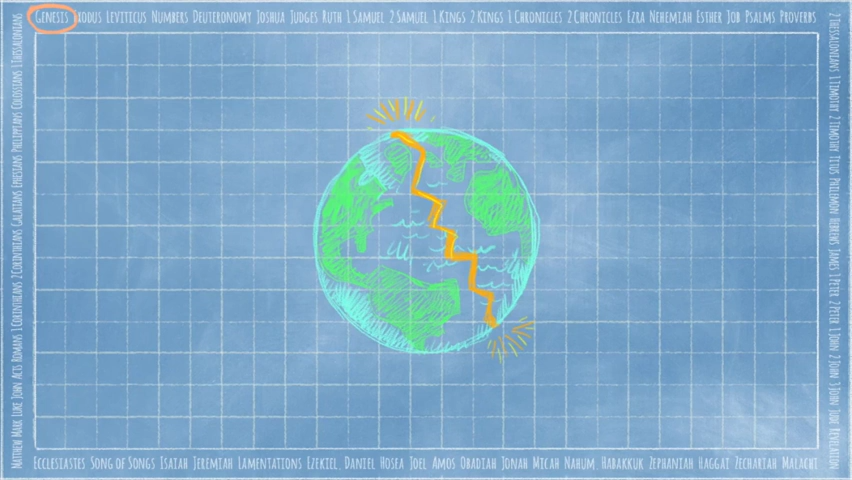 Genesis Exodus Leviticus Numbers Deuteronomy Joshua Judges Ruth 1 Samuel 2 Samuel 1 Kings 2 Kings 1 Chronicles 2 Chronicles Ezra Nehemiah Esther Job Psalms Proverbs
Ecclesiastes Song of Songs Isaiah Jeremiah Lamentations Ezekiel, Daniel Hosea Joel Amos Obadiah Jonah Micah Nahum, Habakkuk Zephaniah Haggai Zechariah Malachi
Matthew Mark Luke John Acts Romans 1 Corinthians 2 Corinthians Galatians Ephesians Philippians Colossians 1 Thessalonians
2 Thessalonians 1 Timothy 2 Timothy Titus Philemon Hebrews James 1 Peter 2 Peter 1 John 2 John 3 John Jude Revelation